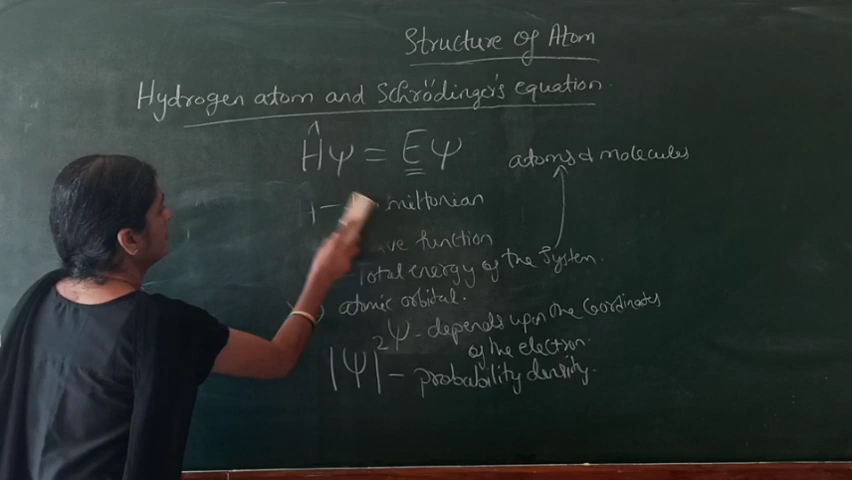 Structure of Atom
Hydrogen atom and Schrödinger's equation
Ĥψ = Eψ
atoms & molecules
H - miltonian
ave function
Total energy of the System.
atomic orbital.
ψ - depends upon the coordinates
of the electron.
|ψ|² - probability density.